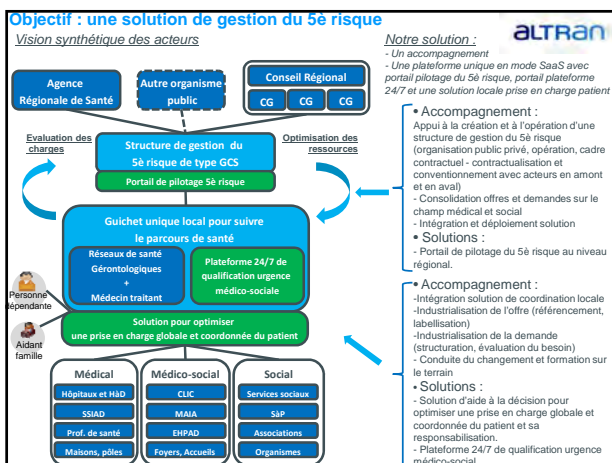 Objectif : une solution de gestion du 5è risque
Vision synthétique des acteurs
Agence
Régionale de Santé
Autre organisme
public
Conseil Régional
CG
CG
CG
Evaluation des
charges
Optimisation des
ressources
Structure de gestion du
5è risque de type GCS
Portail de pilotage 5è risque
Guichet unique local pour suivre
le parcours de santé
Réseaux de santé
Gérontologiques
+
Médecin traitant
Plateforme 24/7 de
qualification urgence
médico-sociale
Personne
dépendante
Aidant
famille
Solution pour optimiser
une prise en charge globale et coordonnée du patient
Médical
Hôpitaux et HàD
SSIAD
Prof. de santé
Maisons, pôles
Médico-social
CLIC
MAIA
EHPAD
Foyers, Accueils
Social
Services sociaux
SàP
Associations
Organismes
Notre solution :
ALTRAN
- Un accompagnement
- Une plateforme unique en mode SaaS avec
portail pilotage du 5è risque, portail plateforme
24/7 et une solution locale prise en charge patient
• Accompagnement :
Appui à la création et à l'opération d'une
structure de gestion du 5è risque
(organisation public privé, opération, cadre
contractuel - contractualisation et
conventionnement avec acteurs en amont
et en aval)
- Consolidation offres et demandes sur le
champ médical et social
- Intégration et déploiement solution
• Solutions :
- Portail de pilotage du 5è risque au niveau
régional.
• Accompagnement :
-Intégration solution de coordination locale
-Industrialisation de l'offre (référencement,
labellisation)
-Industrialisation de la demande
(structuration, évaluation du besoin)
- Conduite du changement et formation sur
le terrain
• Solutions :
- Solution d'aide à la décision pour
optimiser une prise en charge globale et
coordonnée du patient et sa
responsabilisation.
- Plateforme 24/7 de qualification urgence
médico-social